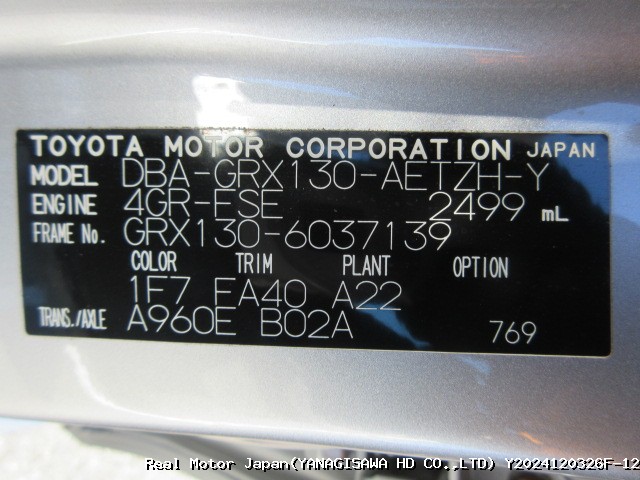 TOYOTA MOTOR CORPORATION JAPAN
MODEL DBA-GRX130-AETZH-Y
ENGINE 4GR-FSE 2499 mL
FRAME No. GRX130-6037139
COLOR TRIM PLANT OPTION
1F7 FA40 A22
TRANS./AXLE A960E B02A 769
Real Motor Japan(YANAGISAWA HD CO.,LTD) Y2024120326F-12